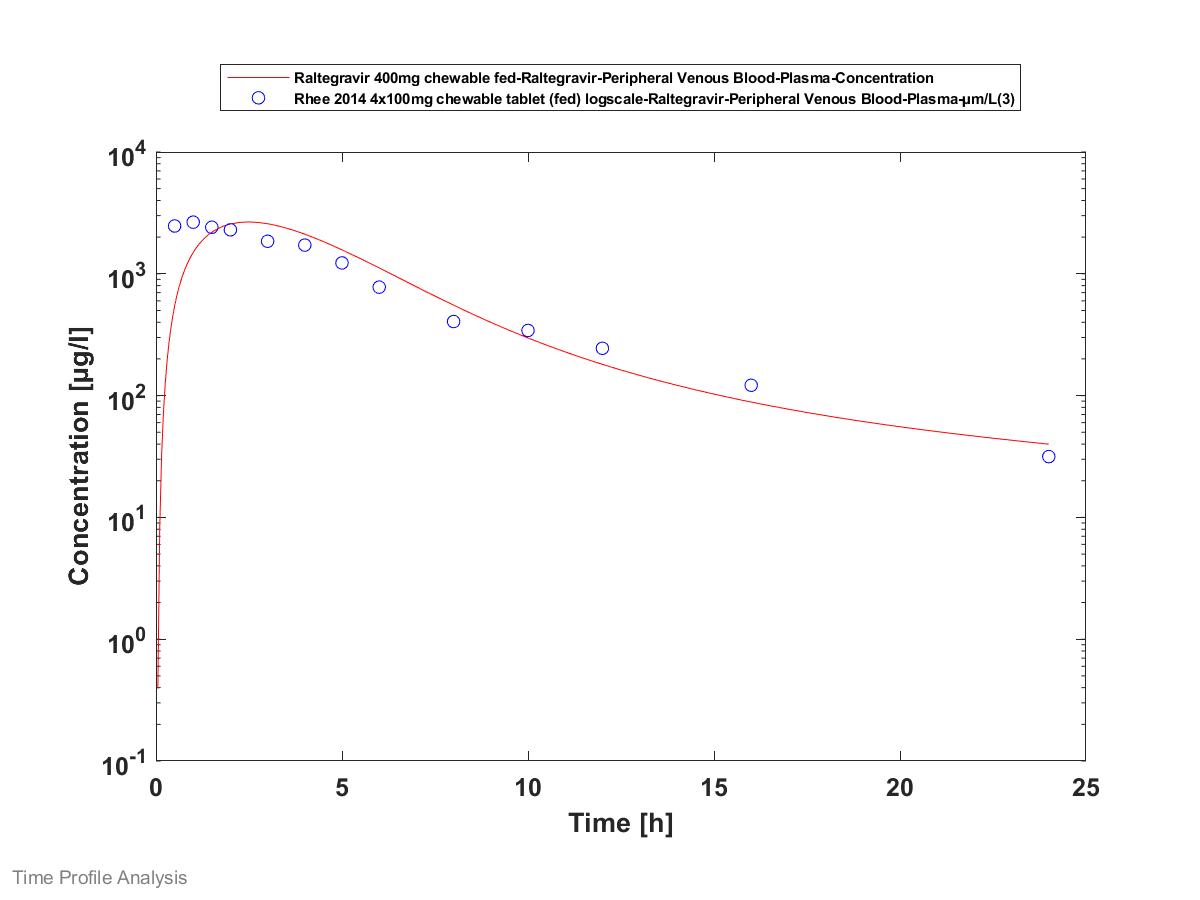 Raltegravir 400mg chewable fed-Raltegravir-Peripheral Venous Blood-Plasma-Concentration
Rhee 2014 4x100mg chewable tablet (fed) logscale-Raltegravir-Peripheral Venous Blood-Plasma-µm/L(3)
10^4
10^3
10^2
10^1
10^0
10^-1
Concentration [µg/l]
0 5 10 15 20 25
Time [h]
Time Profile Analysis